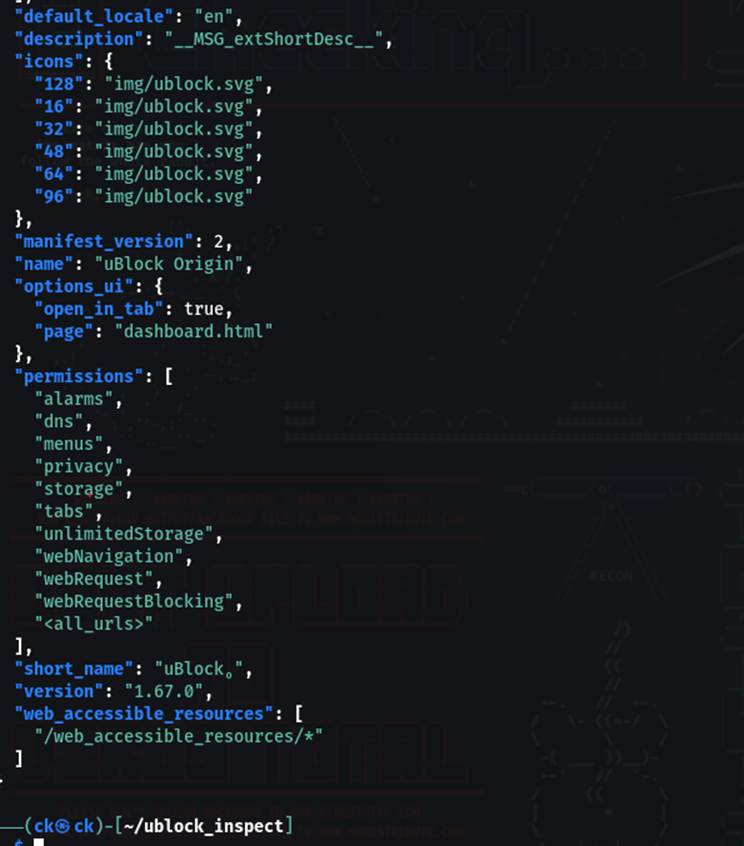 "default_locale": "en",
"description": "__MSG_extShortDesc__",
"icons": {
"128": "img/ublock.svg",
"16": "img/ublock.svg",
"32": "img/ublock.svg",
"48": "img/ublock.svg",
"64": "img/ublock.svg",
"96": "img/ublock.svg"
},
"manifest_version": 2,
"name": "uBlock Origin",
"options_ui": {
"open_in_tab": true,
"page": "dashboard.html"
},
"permissions": [
"alarms",
"dns",
"menus",
"privacy",
"storage",
"tabs",
"unlimitedStorage",
"webNavigation",
"webRequest",
"webRequestBlocking",
"<all_urls>"
],
"short_name": "uBlock₀",
"version": "1.67.0",
"web_accessible_resources": [
"/web_accessible_resources/*"
]
RECON
──(ck㉿ck)-[~/ublock_inspect]
$